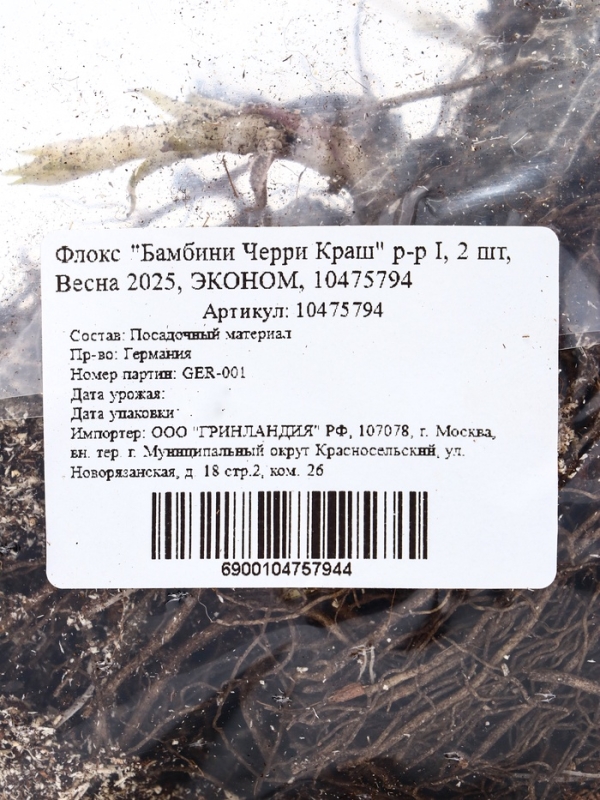 Флокс "Бамбини Черри Краш" р-р I, 2 шт,
Весна 2025, ЭКОНОМ, 10475794
Артикул: 10475794
Состав: Посадочный материал
Пр-во: Германия
Номер партии: GER-001
Дата урожая:
Дата упаковки:
Импортер: ООО "ГРИНЛАНДИЯ" РФ, 107078, г. Москва,
вн. тер. г. Муниципальный округ Красносельский, ул.
Новорязанская, д. 18 стр.2, ком. 26
6900104757944